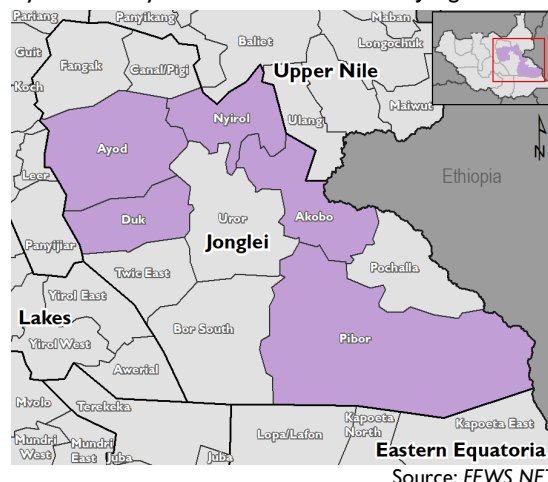 Pariang
Panyikang
Maban
Guit
Baliet
Longochuk
Fangak
Canal/Pigi
Koch
Upper Nile
Maiwut
Nyirol
Ulang
Ayod
Ethiopia
N
Leer
Duk
Uror
Akobo
Panyijiar
Jonglei
Pochalla
Twic East
Yirol East
Lakes
Bor South
Pibor
Yirol West
Awerial
Mvolo
Terekeka
Kapoeta North
Kapoeta East
Mundri West
Mundri East
Juba
Juba
Lopa/Lafon
Eastern Equatoria
Source: FEWS NET